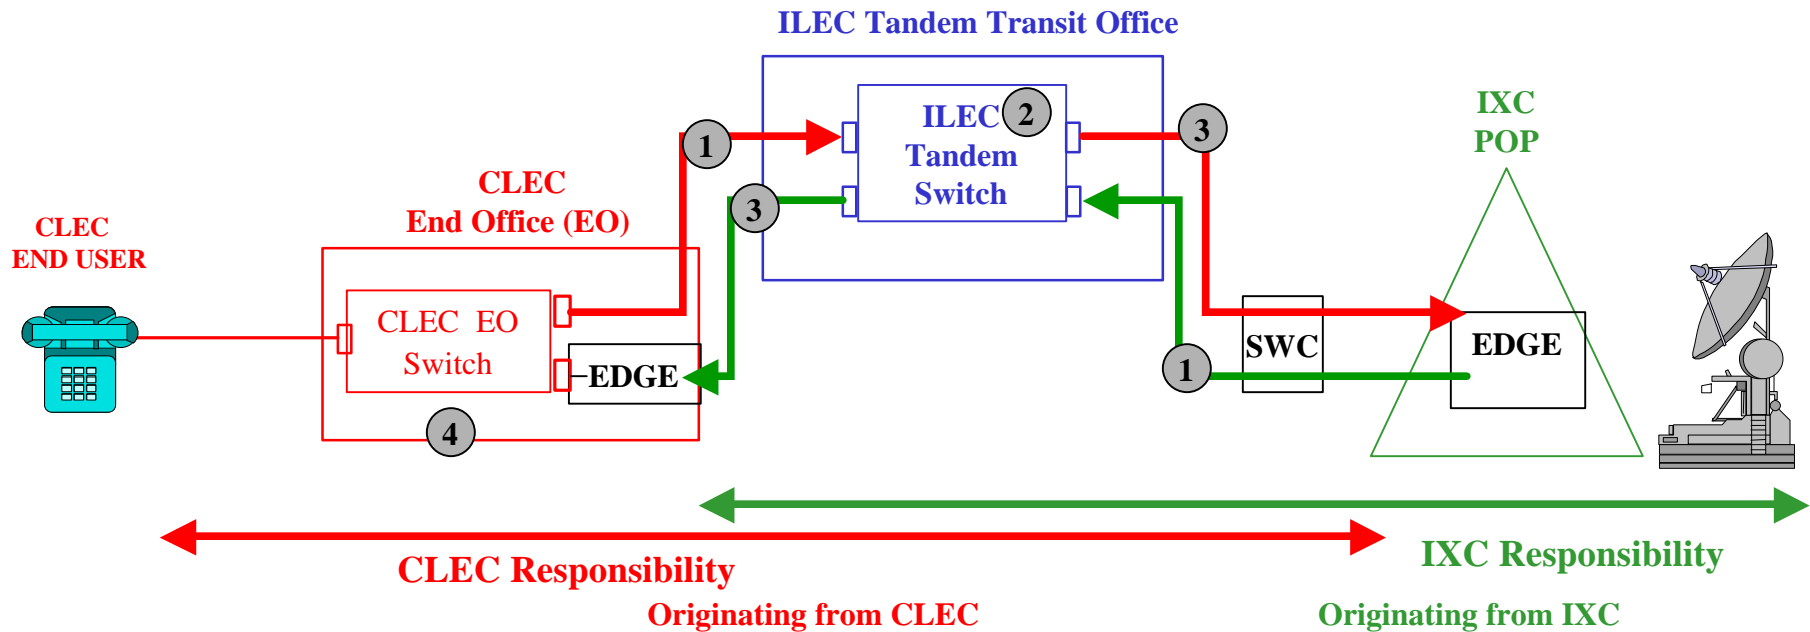 ILEC Tandem Transit Office
ILEC
Tandem
Switch
2
1
3
3
1
IXC
POP
CLEC
End Office (EO)
CLEC
END USER
CLEC EO
Switch
EDGE
4
SWC
EDGE
CLEC Responsibility
IXC Responsibility
Originating from CLEC
Originating from IXC